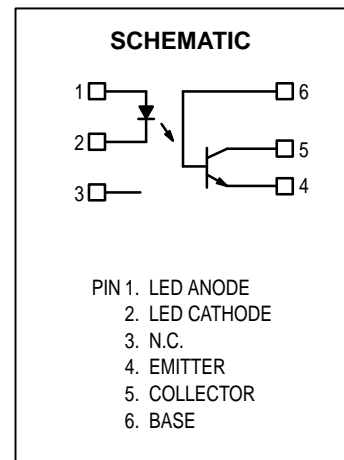 SCHEMATIC
1
6
2
5
3
4
PIN 1. LED ANODE
2. LED CATHODE
3. N.C.
4. EMITTER
5. COLLECTOR
6. BASE